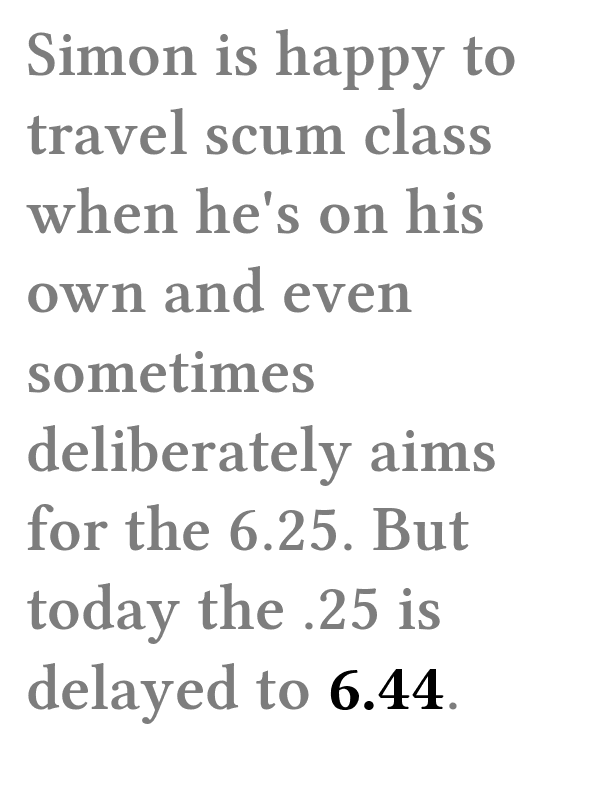 Simon is happy to
travel scum class
when he's on his
own and even
sometimes
deliberately aims
for the 6.25. But
today the .25 is
delayed to 6.44.